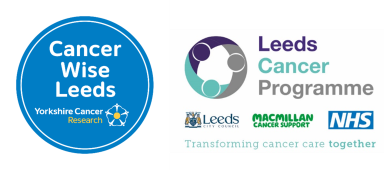 Cancer
Wise
Leeds
Yorkshire Cancer
Research
Leeds
Cancer
Programme
Leeds
CITY COUNCIL
MACMILLAN
CANCER SUPPORT
NHS
Transforming cancer care together